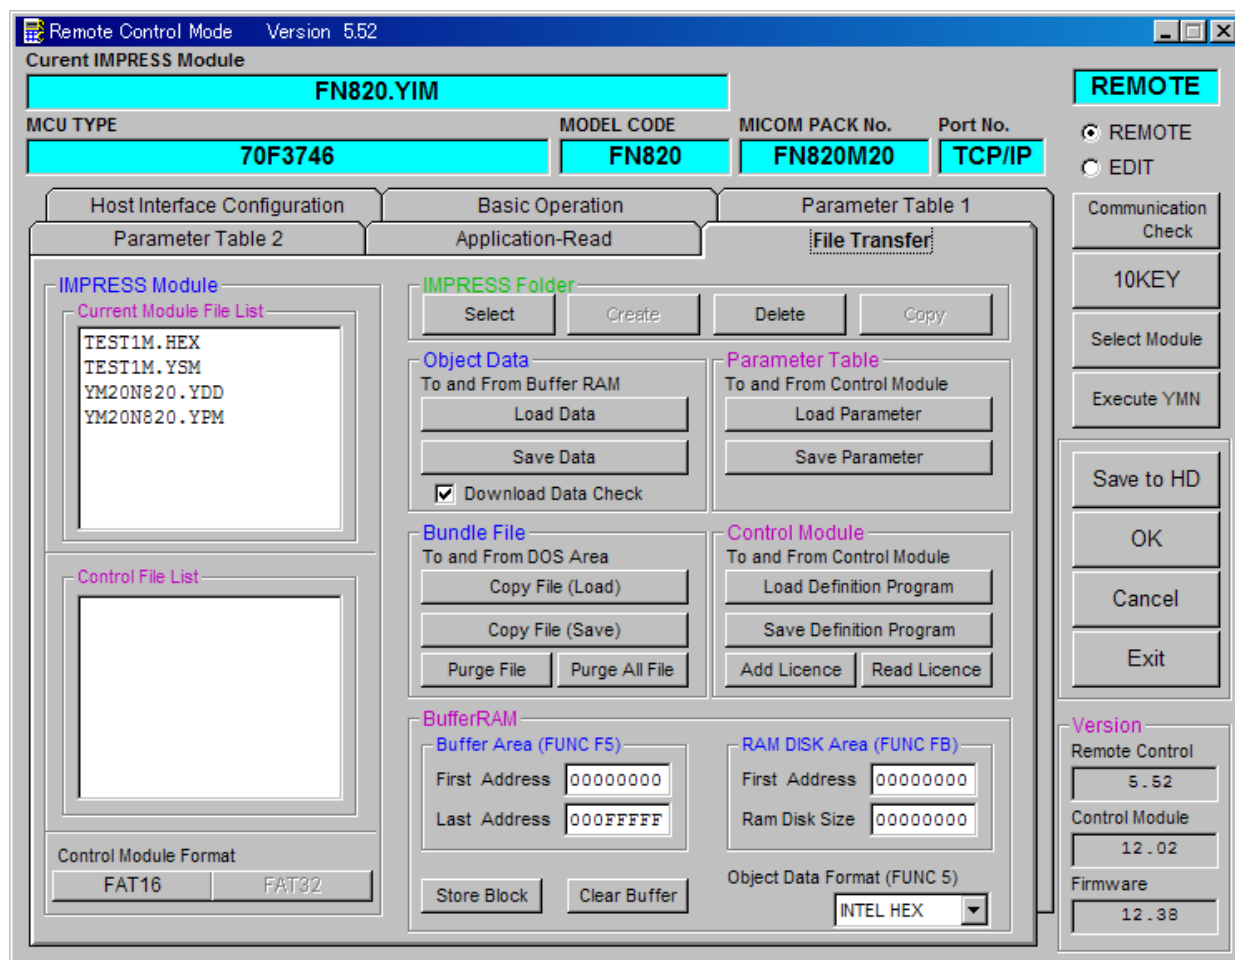 Remote Control Mode Version 5.52
Curent IMPRESS Module
FN820.YIM
MCU TYPE
MODEL CODE
MICOM PACK No.
Port No.
70F3746
FN820
FN820M20
TCP/IP
REMOTE
REMOTE
EDIT
Host Interface Configuration
Basic Operation
Parameter Table 1
Parameter Table 2
Application-Read
File Transfer
IMPRESS Module
Current Module File List
TEST1M.HEX
TEST1M.YSM
YM20N820.YDD
YM20N820.YPM
Control File List
Control Module Format
FAT16
FAT32
IMPRESS Folder
Select
Create
Delete
Copy
Object Data
To and From Buffer RAM
Load Data
Save Data
Download Data Check
Parameter Table
To and From Control Module
Load Parameter
Save Parameter
Bundle File
To and From DOS Area
Copy File (Load)
Copy File (Save)
Purge File
Purge All File
Control Module
To and From Control Module
Load Definition Program
Save Definition Program
Add Licence
Read Licence
BufferRAM
Buffer Area (FUNC F5)
First Address 00000000
Last Address 000FFFFF
RAM DISK Area (FUNC FB)
First Address 00000000
Ram Disk Size 00000000
Store Block
Clear Buffer
Object Data Format (FUNC 5)
INTEL HEX
Communication
Check
10KEY
Select Module
Execute YMN
Save to HD
OK
Cancel
Exit
Version
Remote Control
5.52
Control Module
12.02
Firmware
12.38